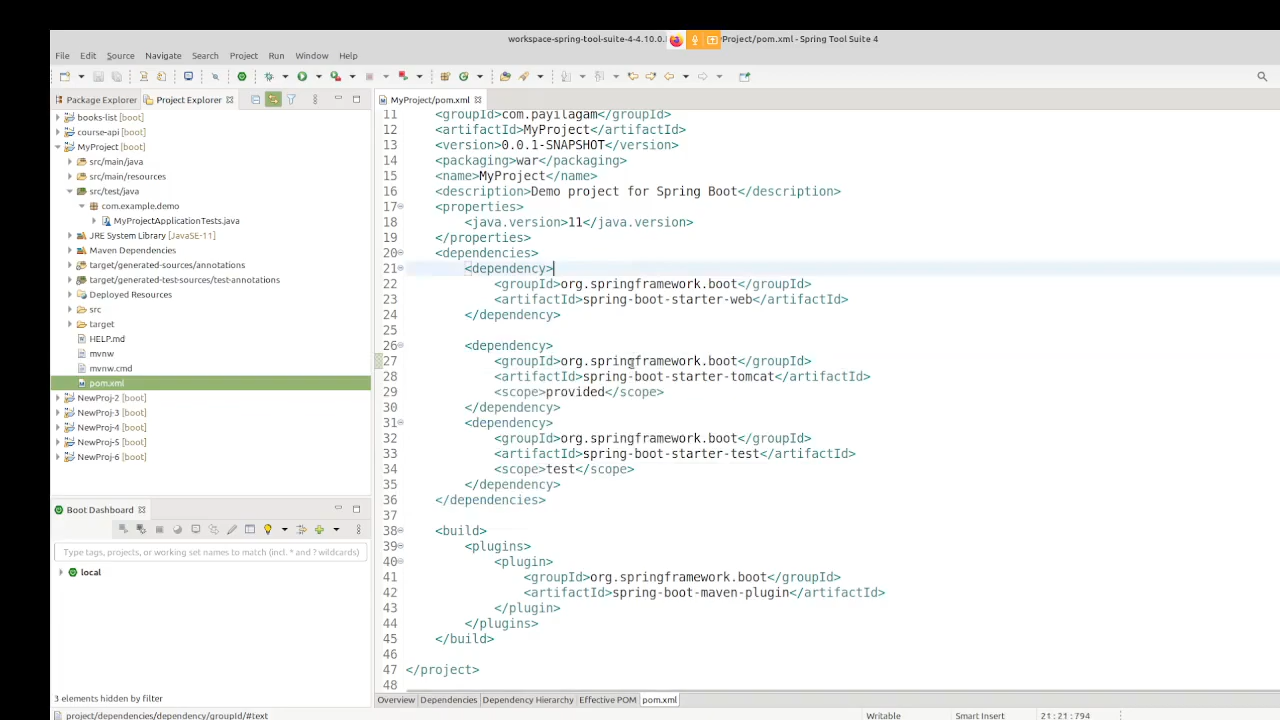 workspace-spring-tool-suite-4-4.10.0. Project/pom.xml - Spring Tool Suite 4
File Edit Source Navigate Search Project Run Window Help
Package Explorer Project Explorer
books-list [boot]
course-api [boot]
MyProject [boot]
src/main/java
src/main/resources
src/test/java
com.example.demo
MyProjectApplicationTests.java
JRE System Library [JavaSE-11]
Maven Dependencies
target/generated-sources/annotations
target/generated-test-sources/test-annotations
Deployed Resources
src
target
HELP.md
mvnw
mvnw.cmd
pom.xml
NewProj-2 [boot]
NewProj-3 [boot]
NewProj-4 [boot]
NewProj-5 [boot]
NewProj-6 [boot]
Boot Dashboard
Type tags, projects, or working set names to match (incl. * and ? wildcards)
local
3 elements hidden by filter
MyProject/pom.xml
11 <groupId>com.payilagam</groupId>
12 <artifactId>MyProject</artifactId>
13 <version>0.0.1-SNAPSHOT</version>
14 <packaging>war</packaging>
15 <name>MyProject</name>
16 <description>Demo project for Spring Boot</description>
17 <properties>
18 <java.version>11</java.version>
19 </properties>
20 <dependencies>
21 <dependency>
22 <groupId>org.springframework.boot</groupId>
23 <artifactId>spring-boot-starter-web</artifactId>
24 </dependency>
25
26 <dependency>
27 <groupId>org.springframework.boot</groupId>
28 <artifactId>spring-boot-starter-tomcat</artifactId>
29 <scope>provided</scope>
30 </dependency>
31 <dependency>
32 <groupId>org.springframework.boot</groupId>
33 <artifactId>spring-boot-starter-test</artifactId>
34 <scope>test</scope>
35 </dependency>
36 </dependencies>
37
38 <build>
39 <plugins>
40 <plugin>
41 <groupId>org.springframework.boot</groupId>
42 <artifactId>spring-boot-maven-plugin</artifactId>
43 </plugin>
44 </plugins>
45 </build>
46
47 </project>
48
Overview Dependencies Dependency Hierarchy Effective POM pom.xml
project/dependencies/dependency/groupId/#text Writable Smart Insert 21:21:794